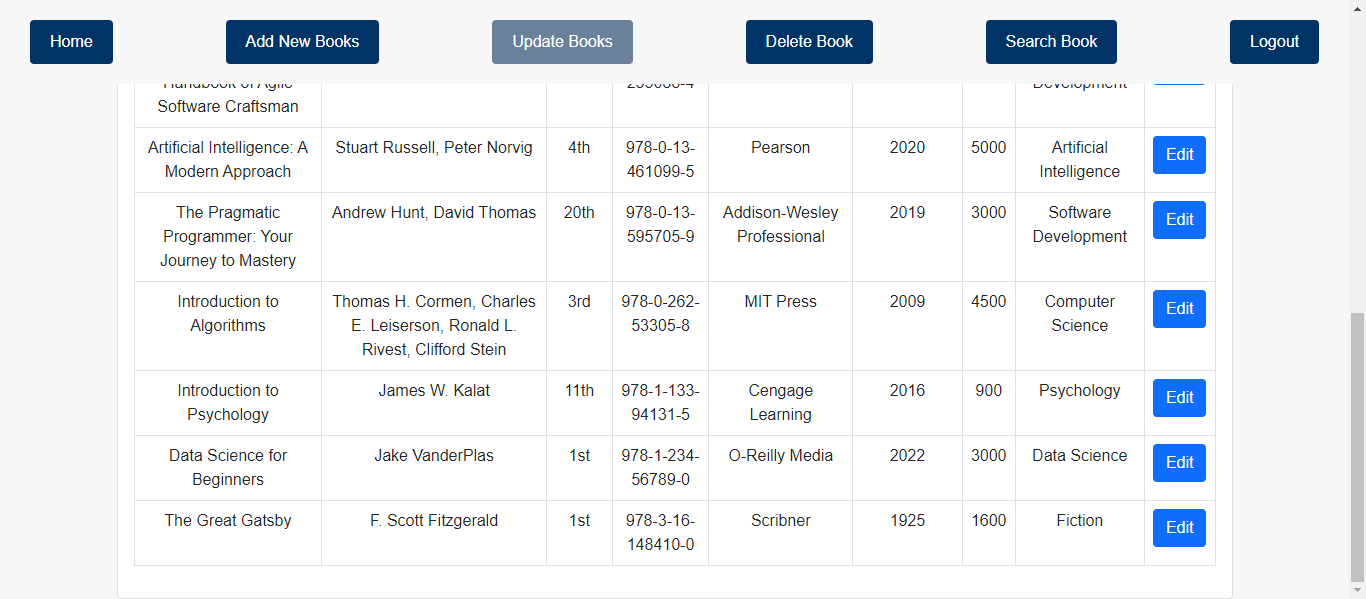 Home Add New Books Update Books Delete Book Search Book Logout
Handbook of Agile
Software Craftsman
Development
Artificial Intelligence: A Modern Approach Stuart Russell, Peter Norvig 4th 978-0-13-461099-5 Pearson 2020 5000 Artificial Intelligence Edit
The Pragmatic Programmer: Your Journey to Mastery Andrew Hunt, David Thomas 20th 978-0-13-595705-9 Addison-Wesley Professional 2019 3000 Software Development Edit
Introduction to Algorithms Thomas H. Cormen, Charles E. Leiserson, Ronald L. Rivest, Clifford Stein 3rd 978-0-262-53305-8 MIT Press 2009 4500 Computer Science Edit
Introduction to Psychology James W. Kalat 11th 978-1-133-94131-5 Cengage Learning 2016 900 Psychology Edit
Data Science for Beginners Jake VanderPlas 1st 978-1-234-56789-0 O-Reilly Media 2022 3000 Data Science Edit
The Great Gatsby F. Scott Fitzgerald 1st 978-3-16-148410-0 Scribner 1925 1600 Fiction Edit